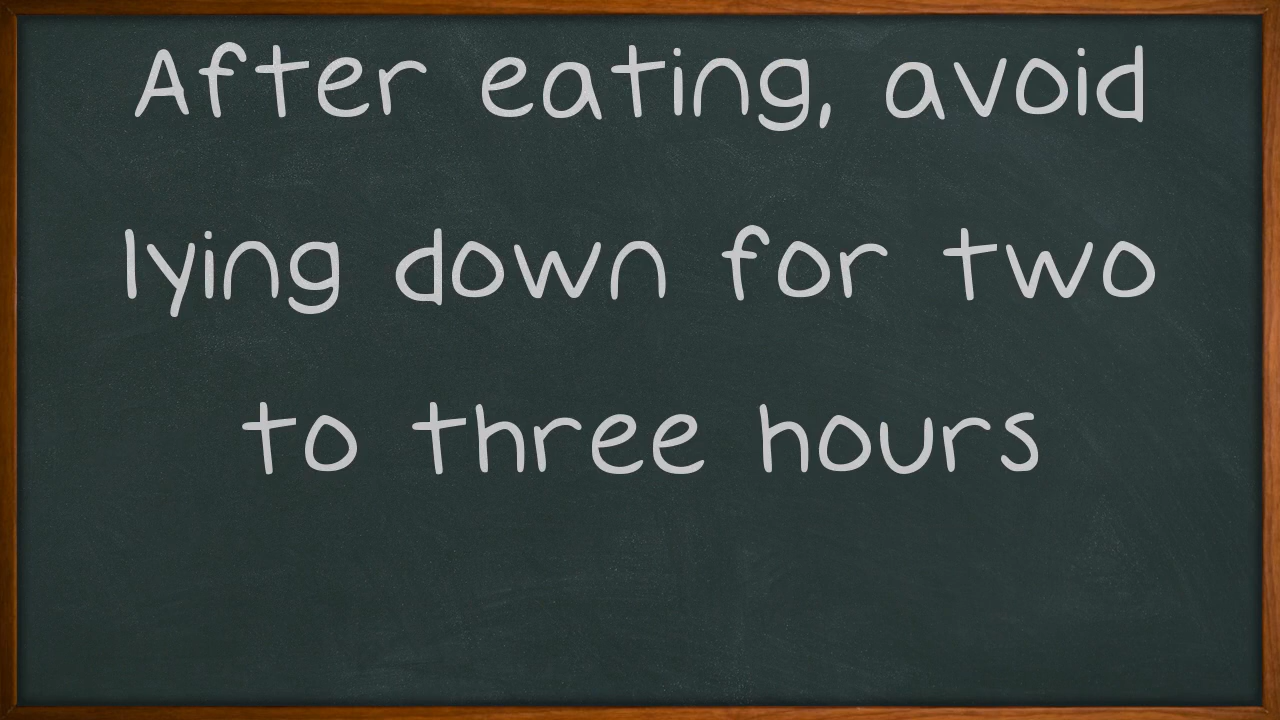 After eating, avoid
lying down for two
to three hours